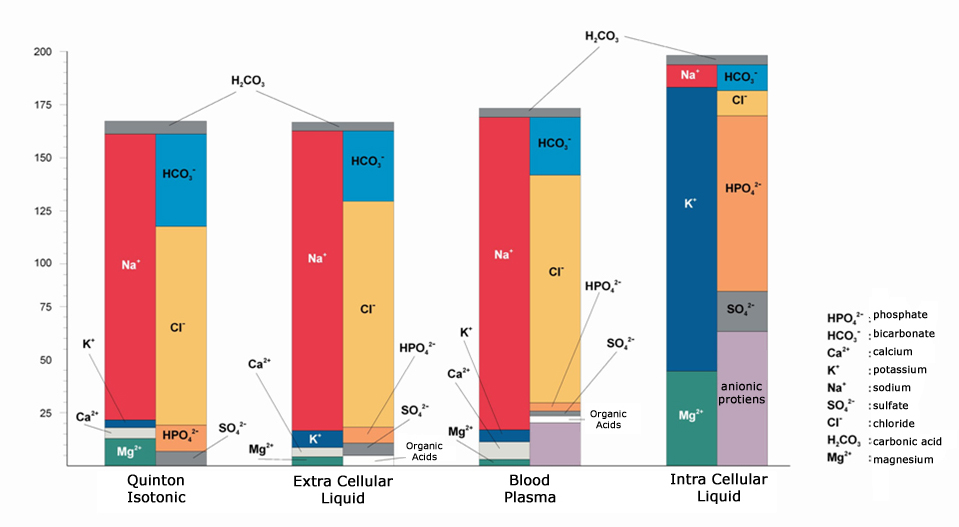 H₂CO₃
200
175
150
125
100
75
50
25
H₂CO₃
HCO₃⁻
Na⁺
Cl⁻
K⁺
Ca²⁺
HPO₄²⁻
SO₄²⁻
Mg²⁺
Quinton
Isotonic
HCO₃⁻
Na⁺
Cl⁻
HPO₄²⁻
Ca²⁺
SO₄²⁻
K⁺
Mg²⁺
Organic
Acids
Extra Cellular
Liquid
HCO₃⁻
Na⁺
Cl⁻
HPO₄²⁻
K⁺
SO₄²⁻
Ca²⁺
Organic
Acids
Mg²⁺
Blood
Plasma
Na⁺
HCO₃⁻
Cl⁻
HPO₄²⁻
K⁺
SO₄²⁻
anionic
protiens
Mg²⁺
Intra Cellular
Liquid
HPO₄²⁻ : phosphate
HCO₃⁻ : bicarbonate
Ca²⁺ : calcium
K⁺ : potassium
Na⁺ : sodium
SO₄²⁻ : sulfate
Cl⁻ : chloride
H₂CO₃ : carbonic acid
Mg²⁺ : magnesium